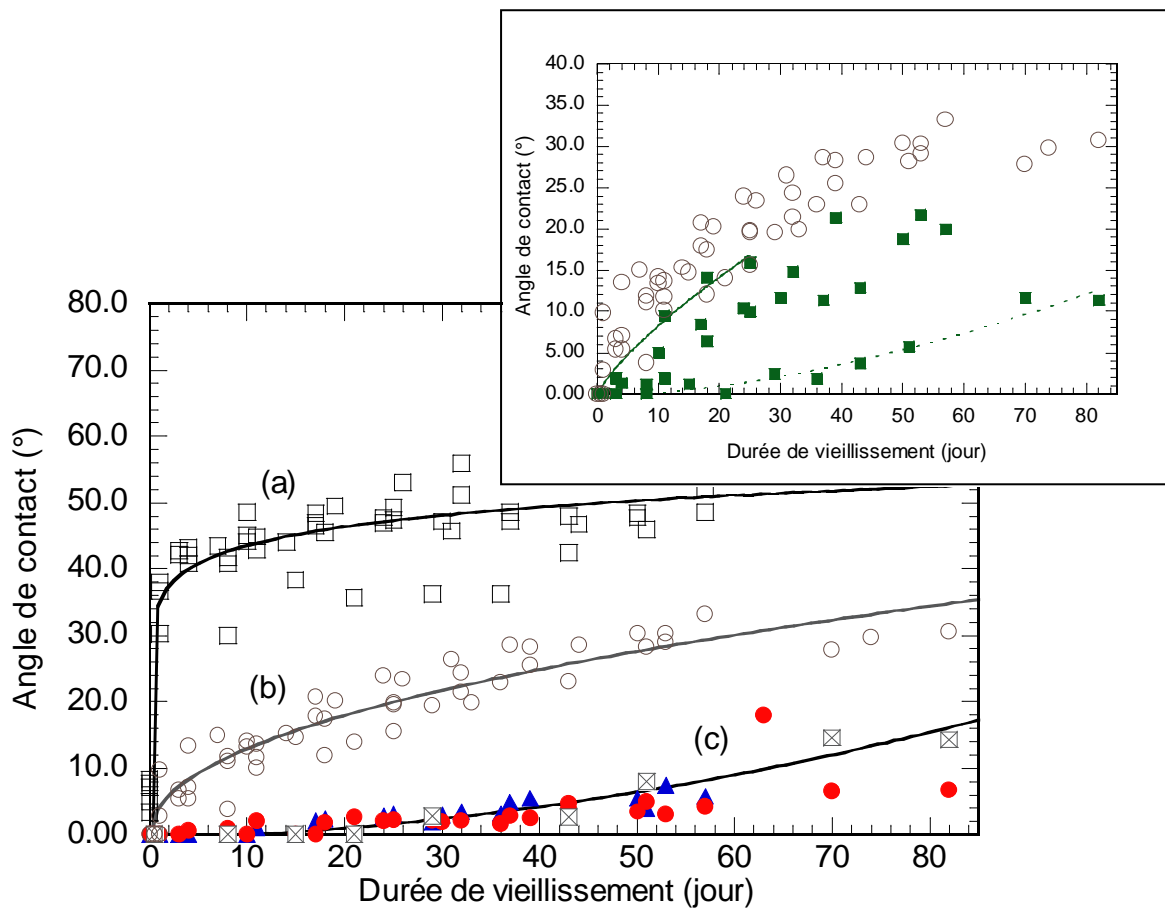 40.0
35.0
30.0
25.0
20.0
15.0
10.0
5.00
0.00
0 10 20 30 40 50 60 70 80
Angle de contact (°)
Durée de vieillissement (jour)
80.0
70.0
60.0
50.0
40.0
30.0
20.0
10.0
0.00
0 10 20 30 40 50 60 70 80
Angle de contact (°)
Durée de vieillissement (jour)
(a)
(b)
(c)